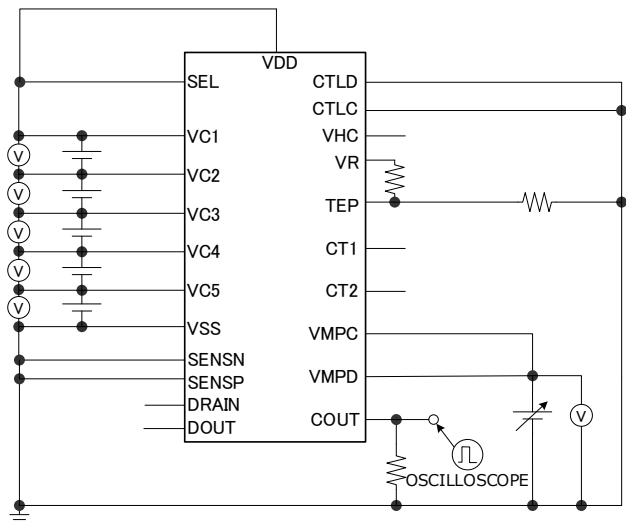 VDD
SEL
VC1
VC2
VC3
VC4
VC5
VSS
SENSN
SENSP
DRAIN
DOUT
CTLD
CTLC
VHC
VR
TEP
CT1
CT2
VMPC
VMPD
COUT
V
V
V
V
V
V
OSCILLOSCOPE